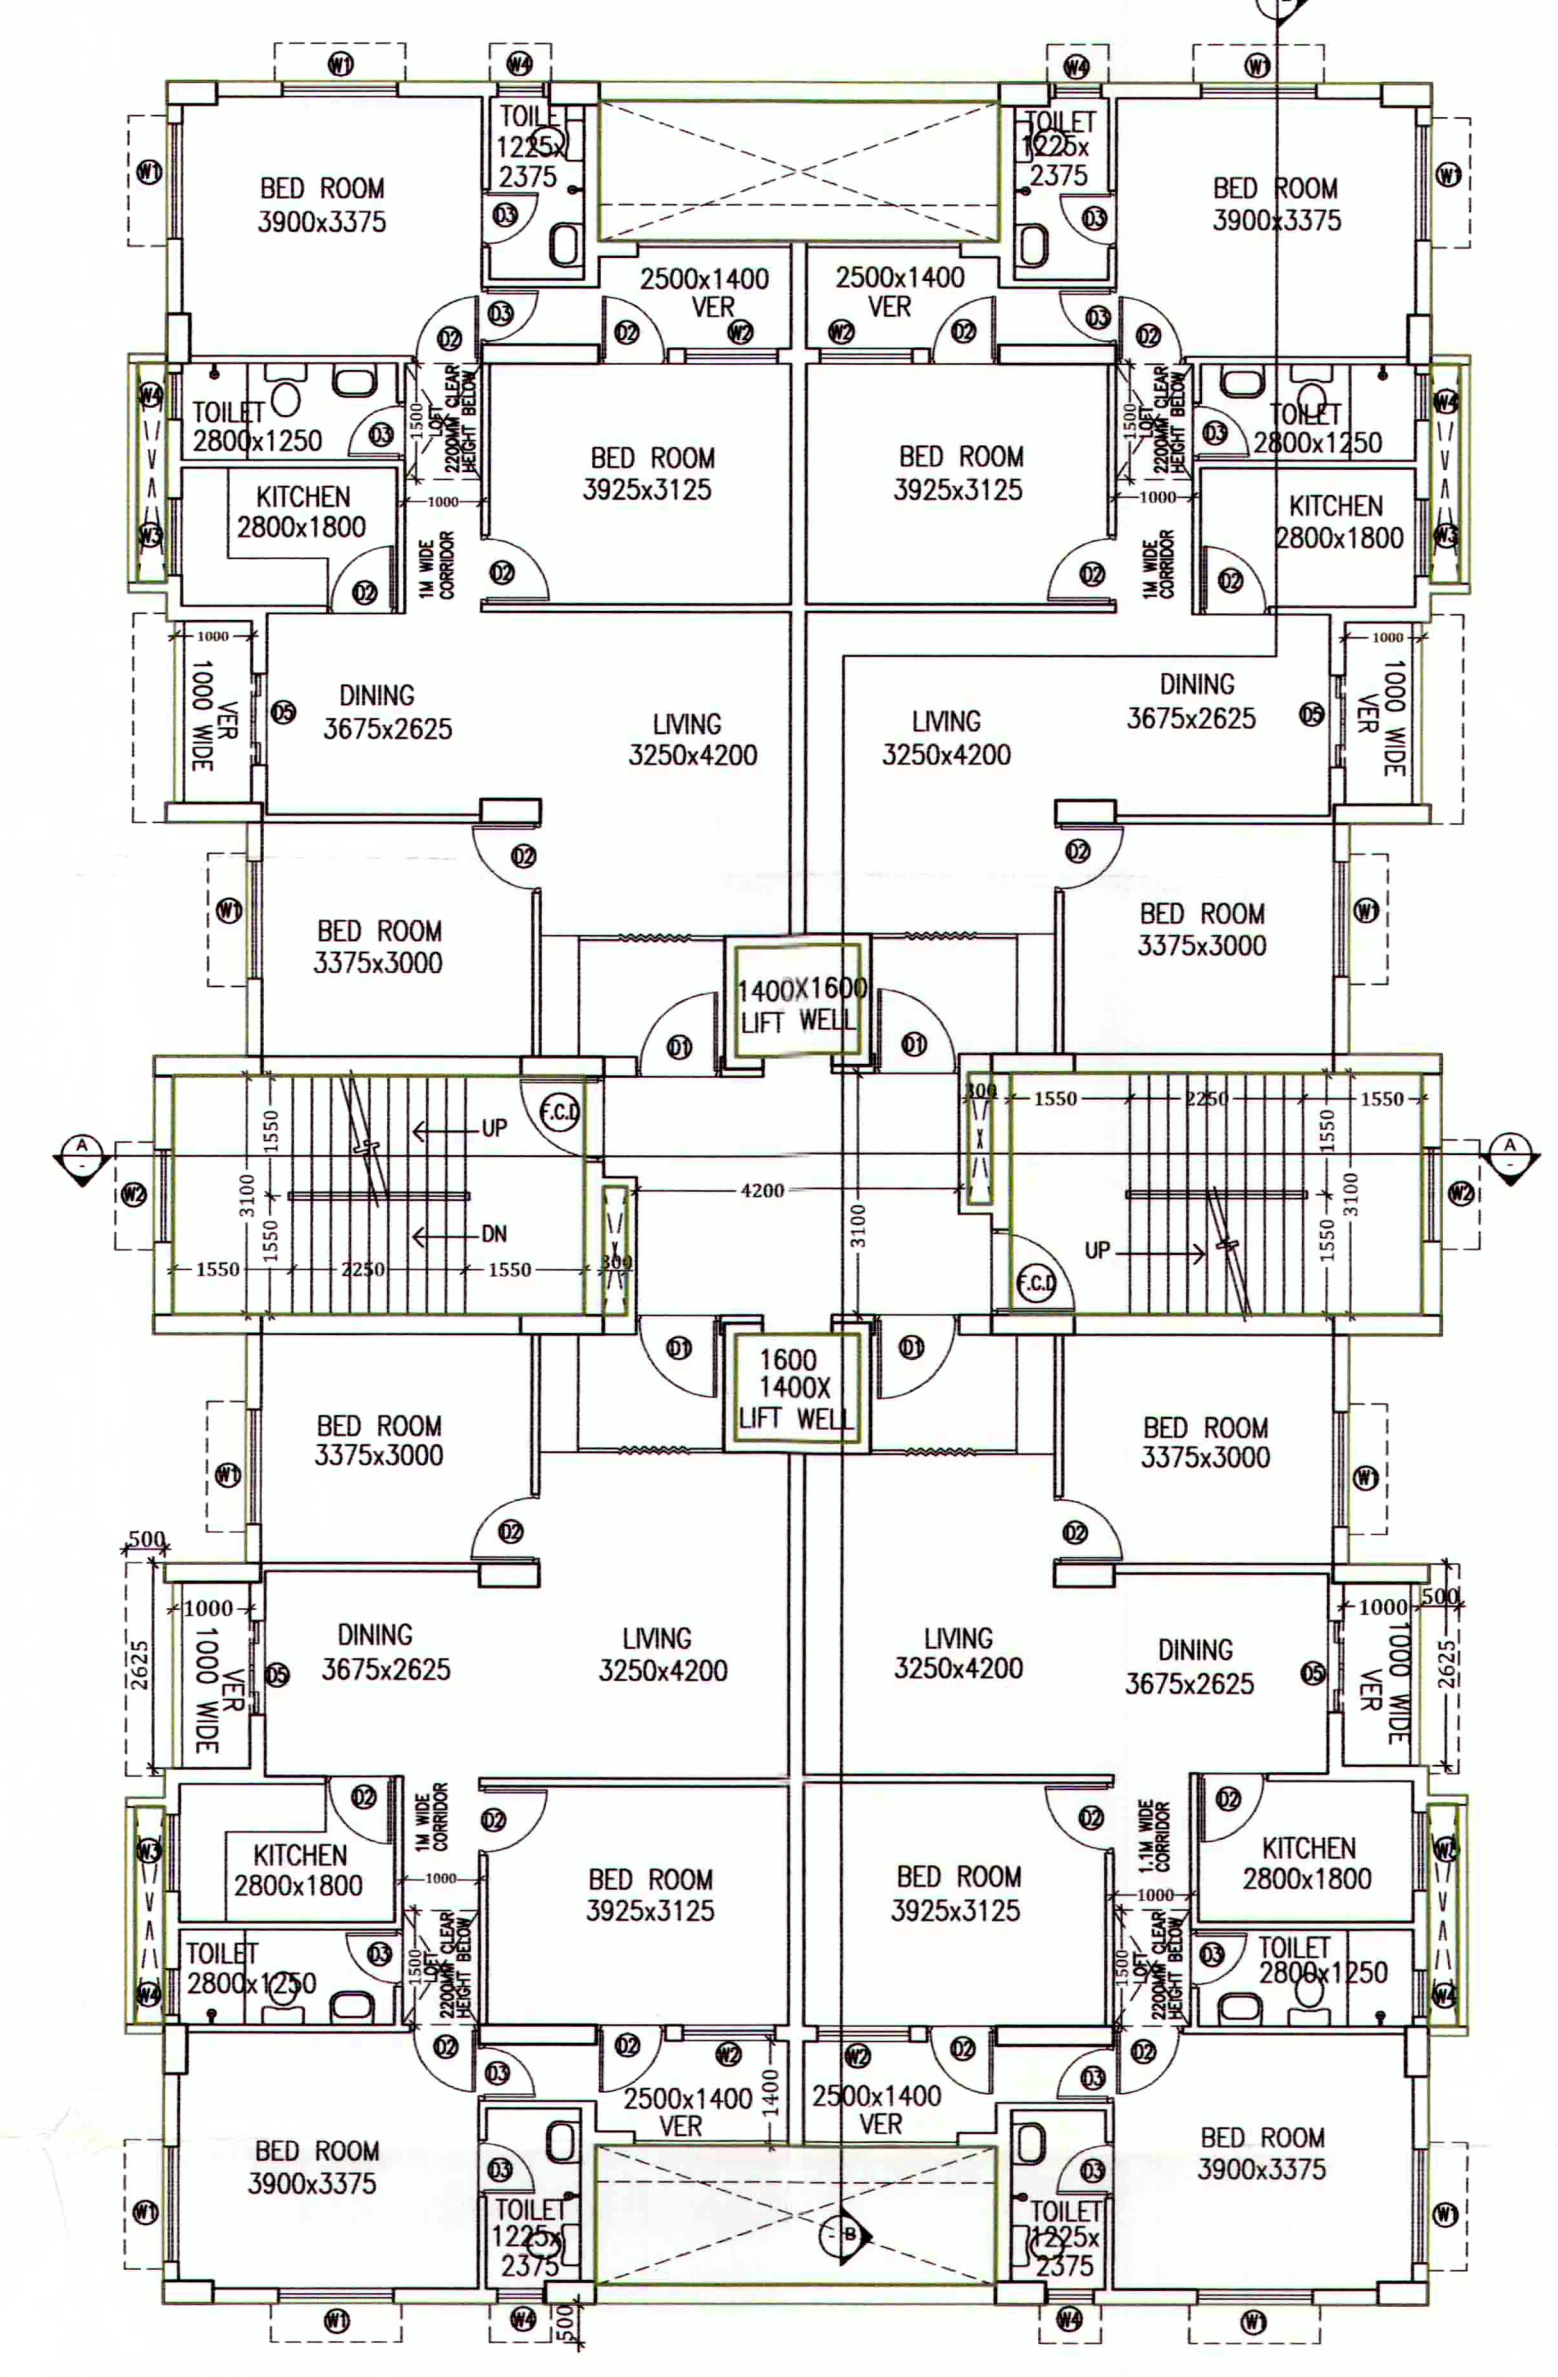 W1
W4
W4
W1
TOILE
1225x
2375
TOILET
1225x
2375
W1
BED ROOM
3900x3375
D3
D3
BED ROOM
3900x3375
W1
2500x1400
VER
2500x1400
VER
D2
D3
D2
W2
W2
D2
D3
D2
W4
TOILET
2800x1250
D3
1500
LOFT
2200MM CLEAR
HEIGHT BELOW
BED ROOM
3925x3125
BED ROOM
3925x3125
1500
LOFT
2200MM CLEAR
HEIGHT BELOW
D3
TOILET
2800x1250
W4
KITCHEN
2800x1800
W3
D2
1000
1M WIDE
CORRIDOR
D2
D2
1000
1M WIDE
CORRIDOR
D2
KITCHEN
2800x1800
W3
1000
1000 WIDE
VER
D5
DINING
3675x2625
LIVING
3250x4200
LIVING
3250x4200
DINING
3675x2625
D5
1000
1000 WIDE
VER
D2
D2
W1
BED ROOM
3375x3000
BED ROOM
3375x3000
W1
1400X1600
LIFT WELL
D1
D1
F.C.D
300
1550
2250
1550
A
-
W2
3100
1550
1550
UP
DN
1550
2250
1550
300
4200
3100
UP
F.C.D
1550
1550
3100
A
-
W2
D1
1600
1400X
LIFT WELL
D1
BED ROOM
3375x3000
BED ROOM
3375x3000
W1
W1
D2
D2
500
1000
2625
1000 WIDE
VER
D5
DINING
3675x2625
LIVING
3250x4200
LIVING
3250x4200
DINING
3675x2625
D5
1000
500
1000 WIDE
VER
2625
D2
1M WIDE
CORRIDOR
D2
D2
1.1M WIDE
CORRIDOR
D2
W3
KITCHEN
2800x1800
1000
BED ROOM
3925x3125
BED ROOM
3925x3125
1000
KITCHEN
2800x1800
W3
TOILET
2800x1250
D3
W4
1500
LOFT
2200MM CLEAR
HEIGHT BELOW
1500
LOFT
2200MM CLEAR
HEIGHT BELOW
D3
TOILET
2800x1250
W4
D2
D3
D2
W2
1400
W2
D2
D3
D2
2500x1400
VER
2500x1400
VER
BED ROOM
3900x3375
D3
D3
BED ROOM
3900x3375
W1
TOILET
1225x
2375
- B
TOILET
1225x
2375
W1
W1
W4
500
W4
W1